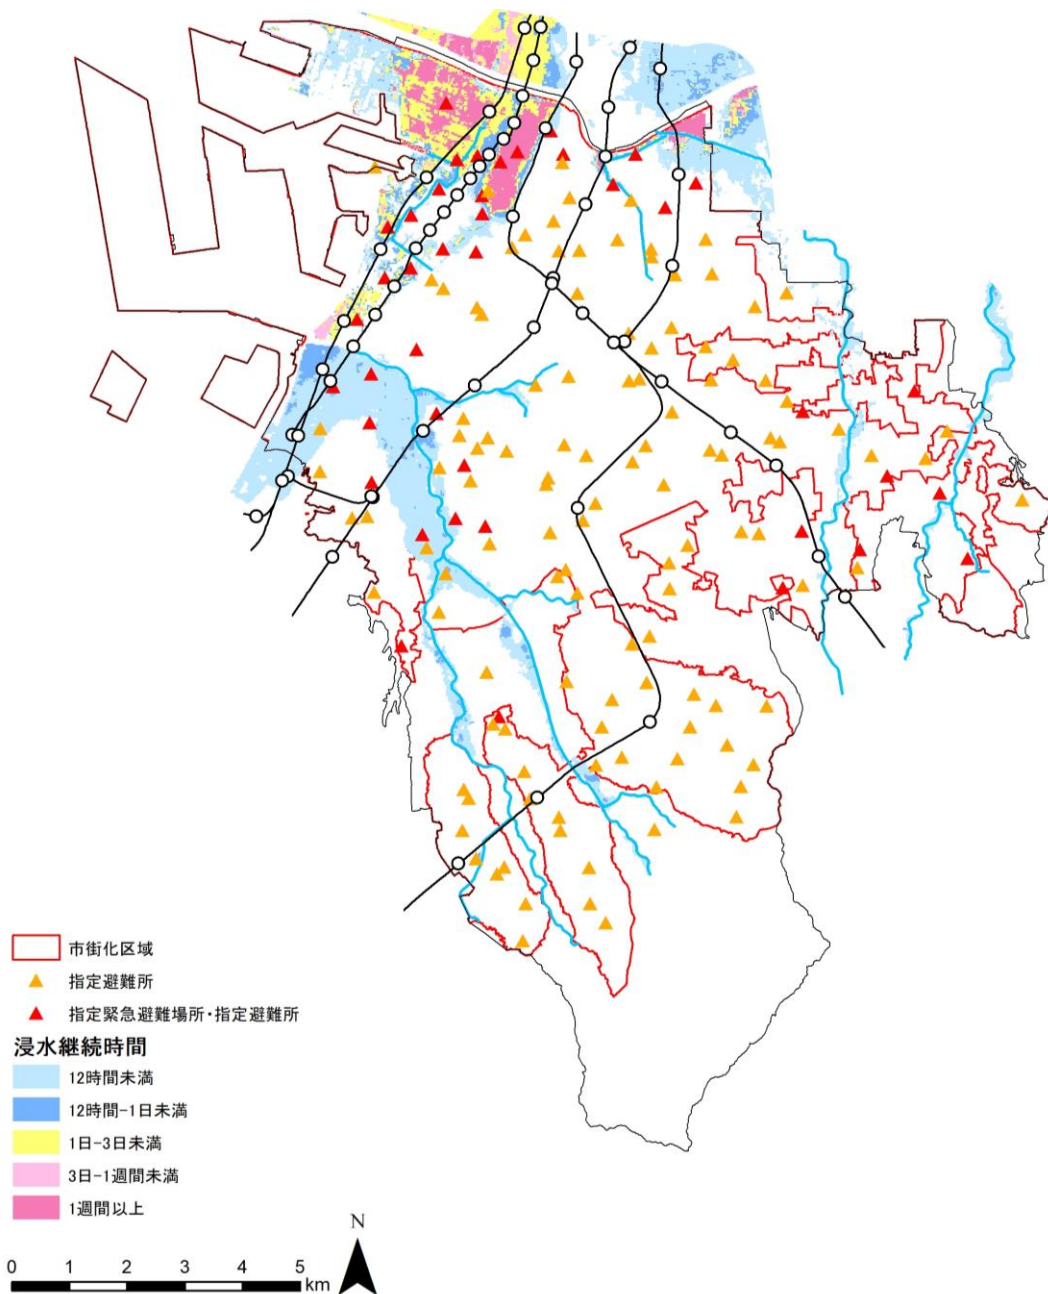 市街化区域
指定避難所
指定緊急避難場所・指定避難所
浸水継続時間
12時間未満
12時間-1日未満
1日-3日未満
3日-1週間未満
1週間以上
N
0 1 2 3 4 5
km